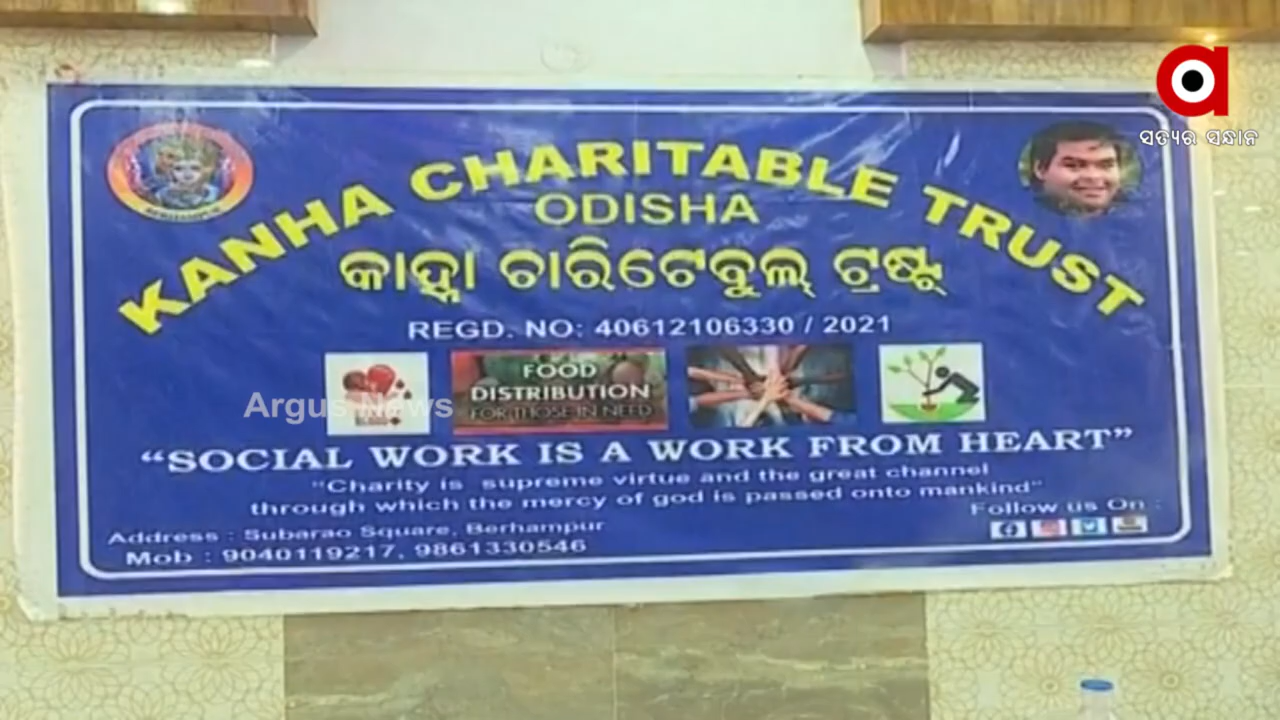 ସତ୍ୟର ସନ୍ଧାନ
KANHA CHARITABLE TRUST
ODISHA
କାହ୍ନା ଚାରିଟେବୁଲ୍ ଟ୍ରଷ୍ଟ
REGD. NO: 40612106330 / 2021
FOOD
DISTRIBUTION
FOR THOSE IN NEED
Argus News
"SOCIAL WORK IS A WORK FROM HEART"
"Charity is supreme virtue and the great channel
through which the mercy of god is passed onto mankind"
Follow us On :
Address : Subarao Square, Berhampur
Mob : 9040119217, 9861330546